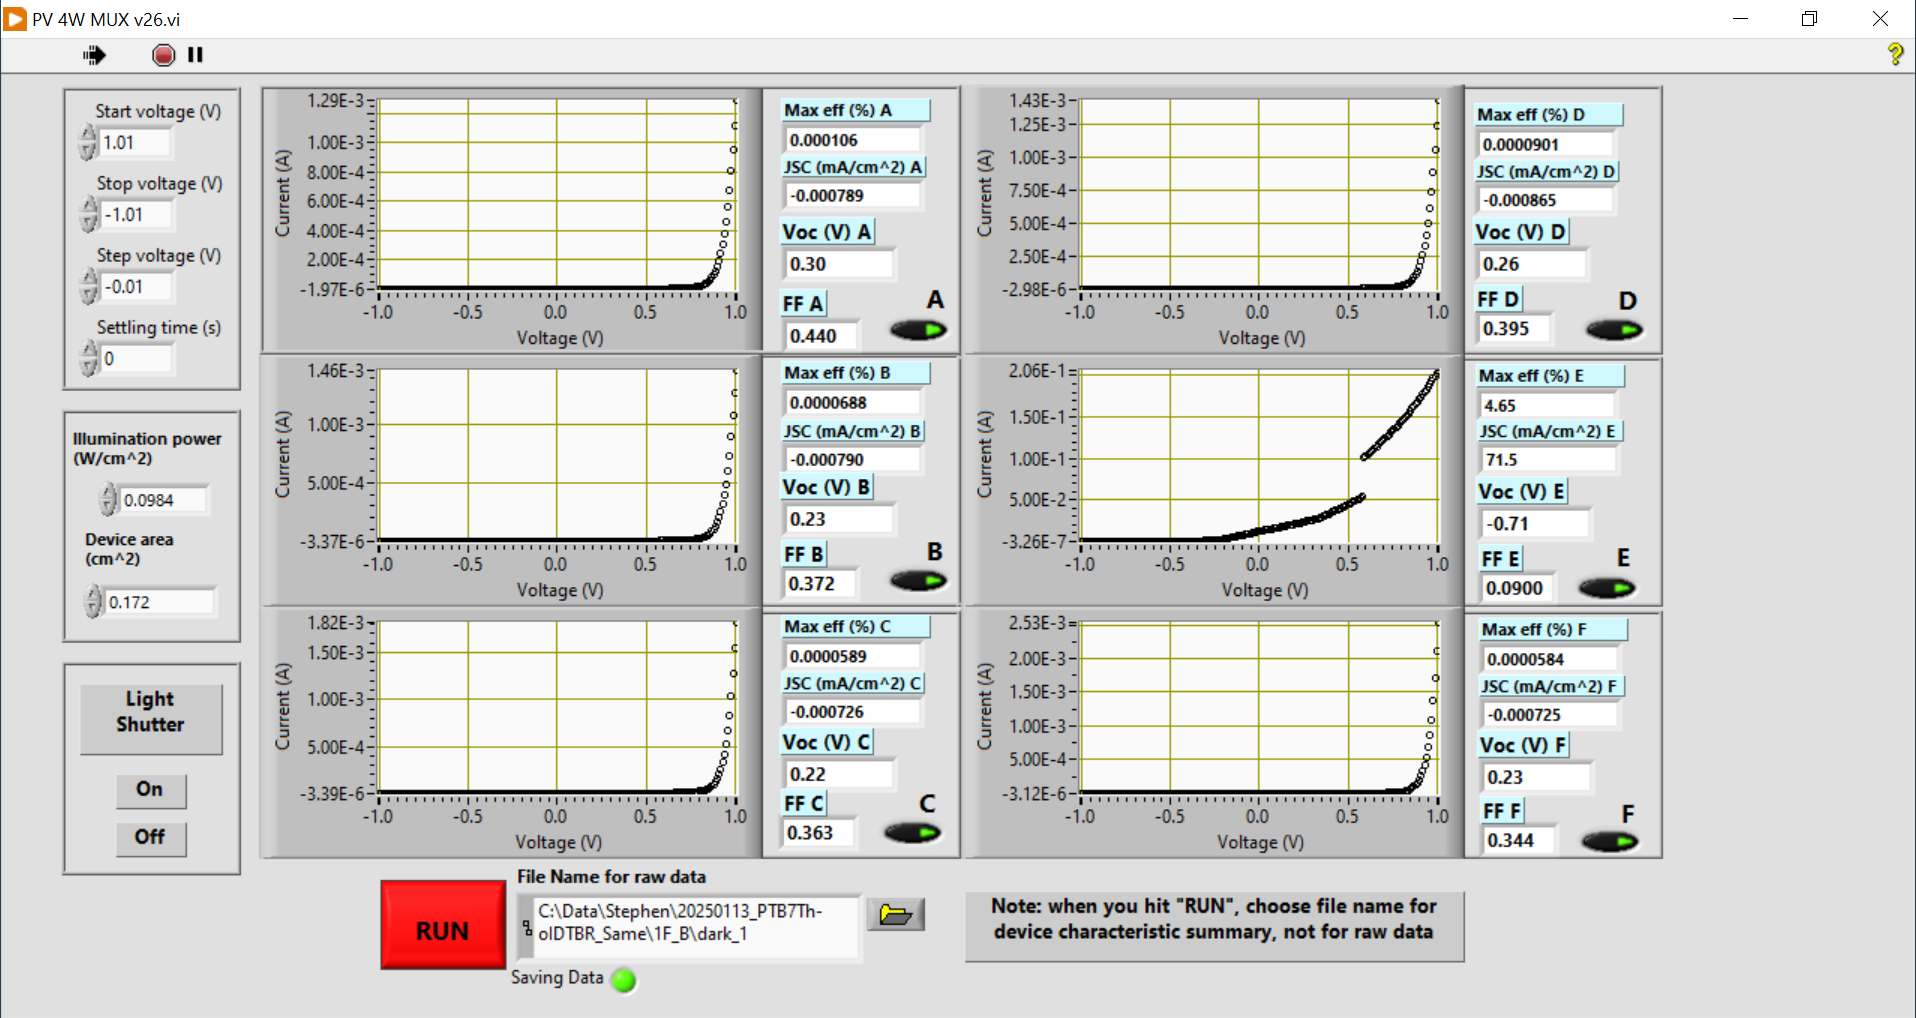 PV 4W MUX v26.vi
Start voltage (V)
1.01
Stop voltage (V)
-1.01
Step voltage (V)
-0.01
Settling time (s)
0
Illumination power
(W/cm^2)
0.0984
Device area
(cm^2)
0.172
Light
Shutter
On
Off
Current (A)
1.29E-3
1.00E-3
8.00E-4
6.00E-4
4.00E-4
2.00E-4
-1.97E-6
-1.0 -0.5 0.0 0.5 1.0
Voltage (V)
Max eff (%) A
0.000106
JSC (mA/cm^2) A
-0.000789
Voc (V) A
0.30
FF A
0.440
A
Current (A)
1.46E-3
1.00E-3
5.00E-4
-3.37E-6
-1.0 -0.5 0.0 0.5 1.0
Voltage (V)
Max eff (%) B
0.0000688
JSC (mA/cm^2) B
-0.000790
Voc (V) B
0.23
FF B
0.372
B
Current (A)
1.82E-3
1.50E-3
1.00E-3
5.00E-4
-3.39E-6
-1.0 -0.5 0.0 0.5 1.0
Voltage (V)
Max eff (%) C
0.0000589
JSC (mA/cm^2) C
-0.000726
Voc (V) C
0.22
FF C
0.363
C
Current (A)
1.43E-3
1.25E-3
1.00E-3
7.50E-4
5.00E-4
2.50E-4
-2.98E-6
-1.0 -0.5 0.0 0.5 1.0
Voltage (V)
Max eff (%) D
0.0000901
JSC (mA/cm^2) D
-0.000865
Voc (V) D
0.26
FF D
0.395
D
Current (A)
2.06E-1
1.50E-1
1.00E-1
5.00E-2
-3.26E-7
-1.0 -0.5 0.0 0.5 1.0
Voltage (V)
Max eff (%) E
4.65
JSC (mA/cm^2) E
71.5
Voc (V) E
-0.71
FF E
0.0900
E
Current (A)
2.53E-3
2.00E-3
1.50E-3
1.00E-3
5.00E-4
-3.12E-6
-1.0 -0.5 0.0 0.5 1.0
Voltage (V)
Max eff (%) F
0.0000584
JSC (mA/cm^2) F
-0.000725
Voc (V) F
0.23
FF F
0.344
F
RUN
File Name for raw data
C:\Data\Stephen\20250113_PTB7Th-
oIDTBR_Same\1F_B\dark_1
Saving Data
Note: when you hit "RUN", choose file name for
device characteristic summary, not for raw data